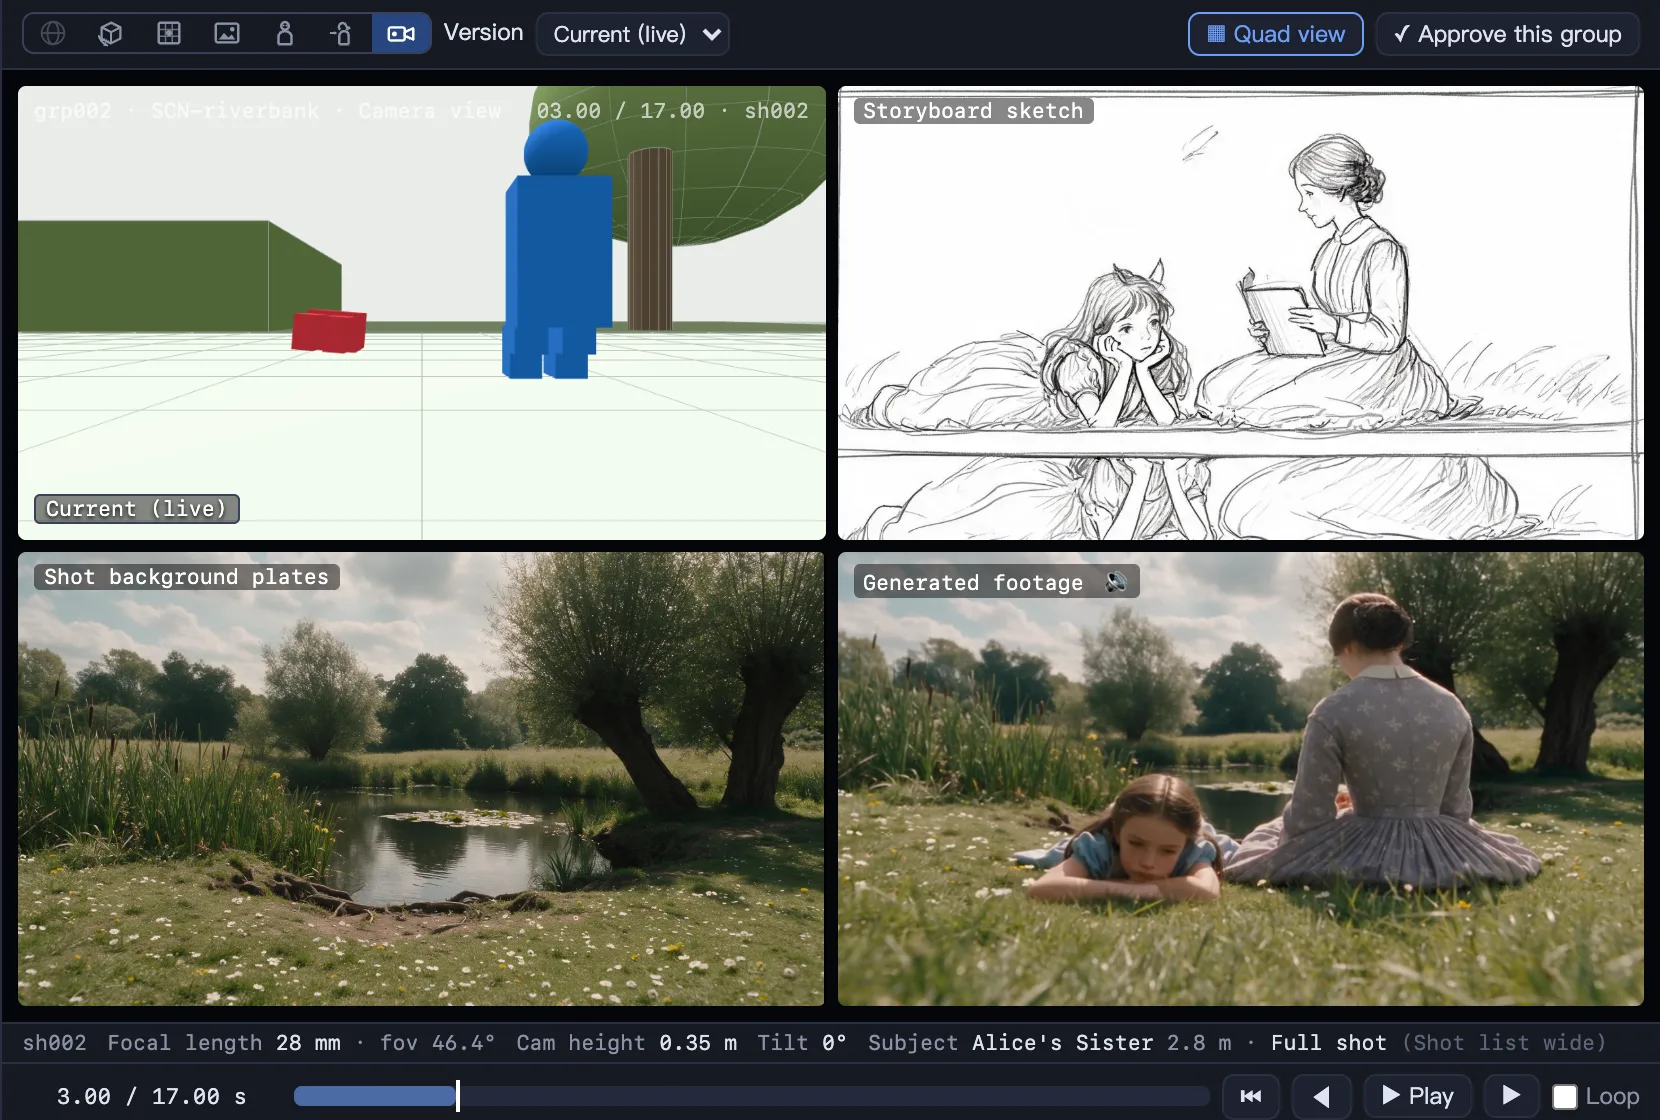 Version Current (live) Quad view ✓ Approve this group
grp002 · SCN-riverbank · Camera view 03.00 / 17.00 · sh002
Storyboard sketch
Current (live)
Shot background plates
Generated footage
sh002 Focal length 28 mm · fov 46.4° Cam height 0.35 m Tilt 0° Subject Alice's Sister 2.8 m · Full shot (Shot list wide)
3.00 / 17.00 s Play Loop